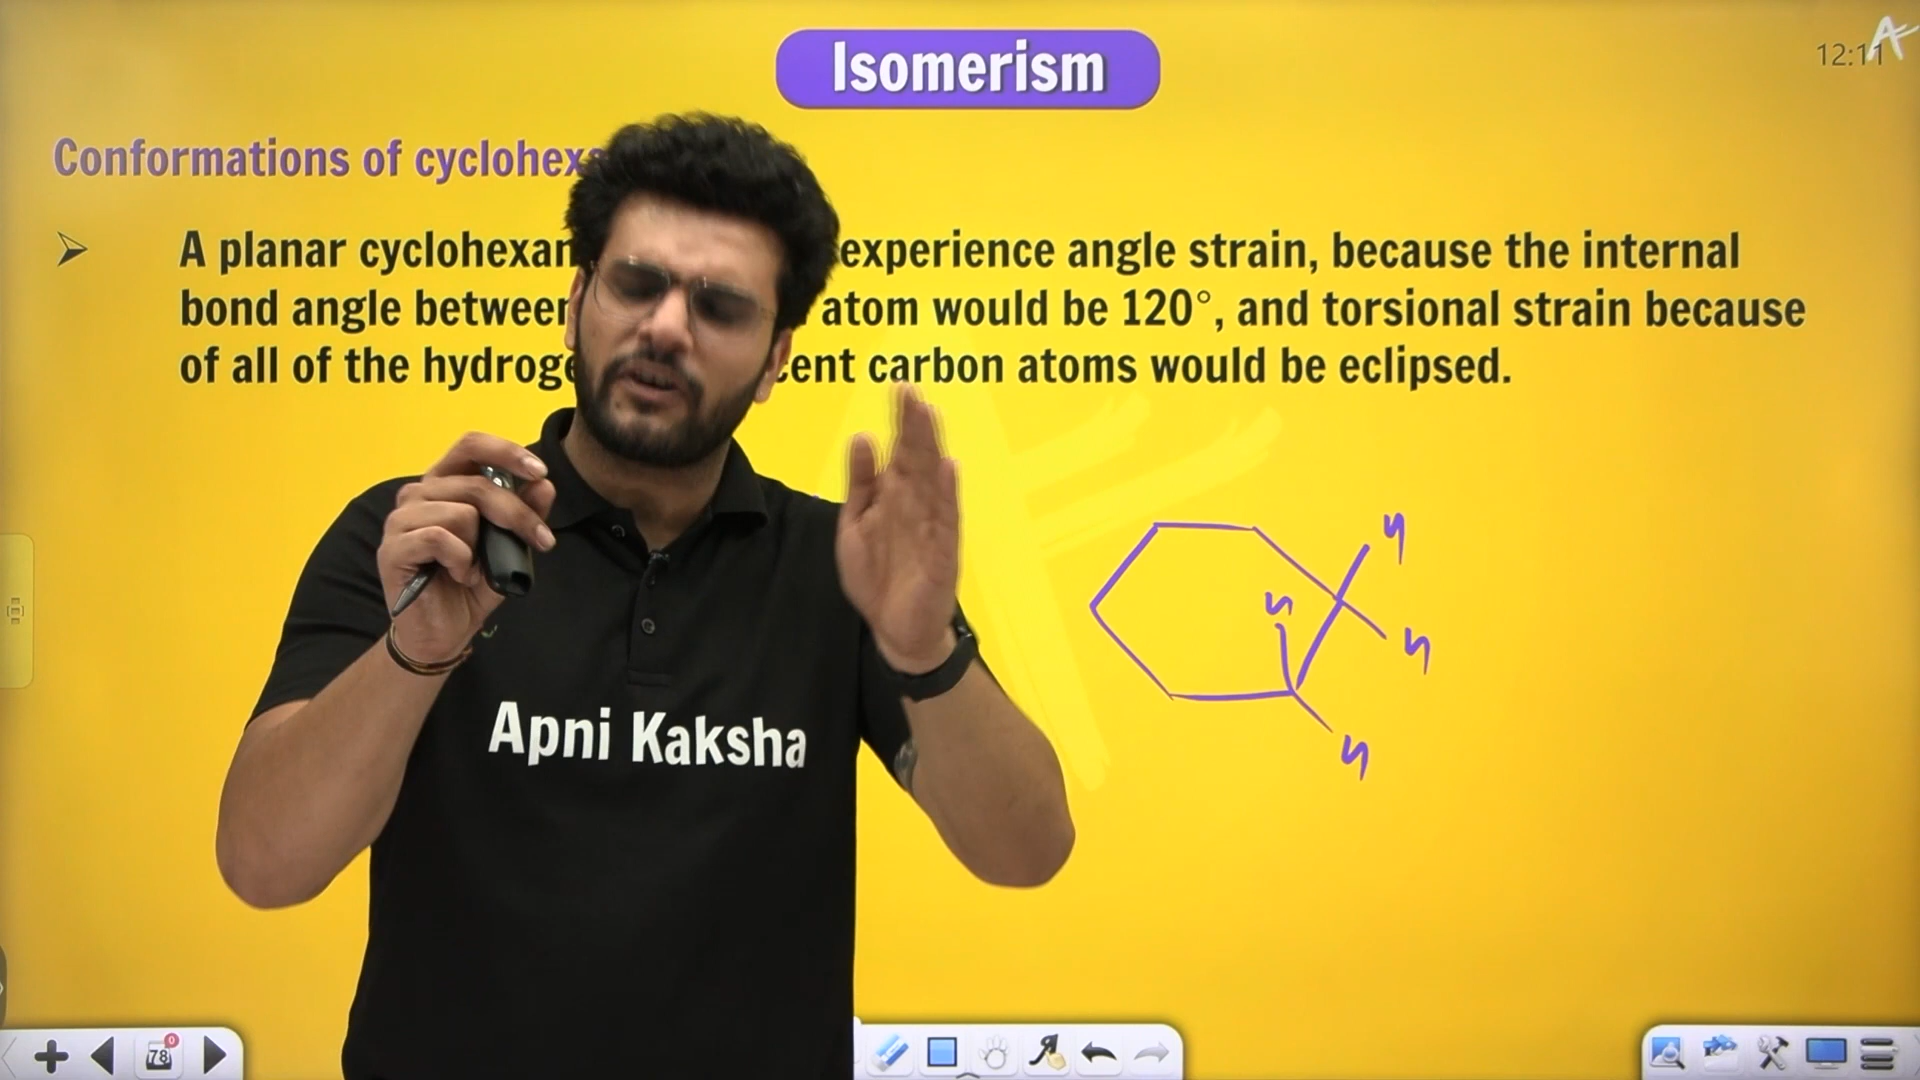 Isomerism
12:11
Conformations of cyclohexa
A planar cyclohexan experience angle strain, because the internal
bond angle between atom would be 120°, and torsional strain because
of all of the hydroge cent carbon atoms would be eclipsed.
H
H
H
H
Apni Kaksha
78
0